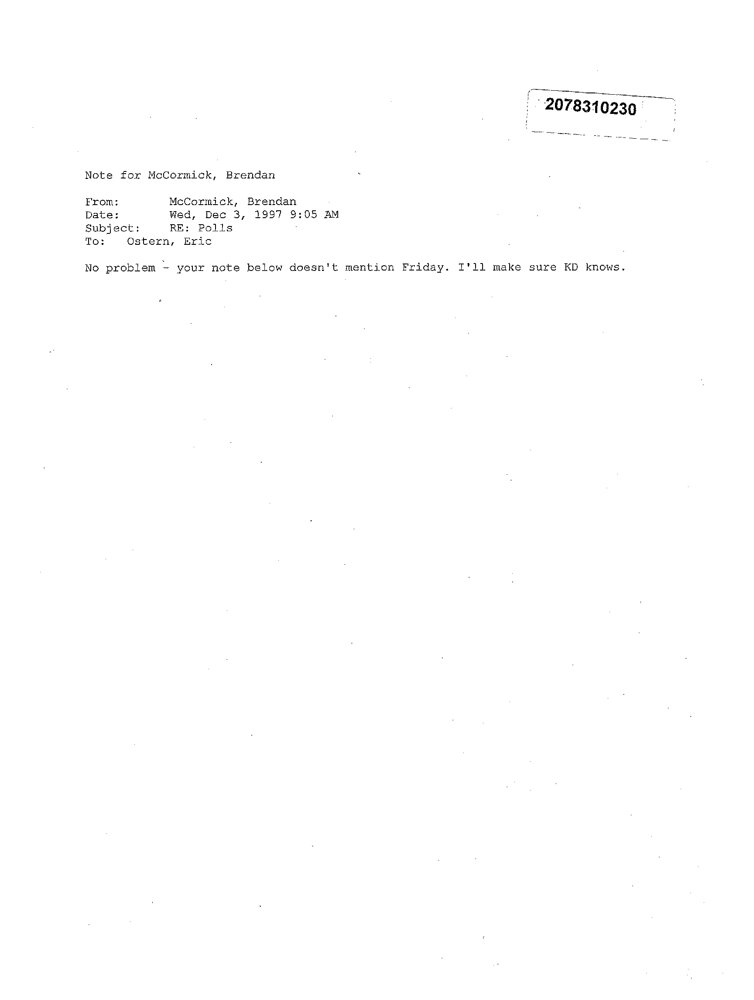 2078310230
Note for McCormick, Brendan
From: McCormick, Brendan
Date: Wed, Dec 3, 1997 9:05 AM
Subject: RE: Polls
To: Ostern, Eric
No problem - your note below doesn't mention Friday. I'll make sure KD knows.